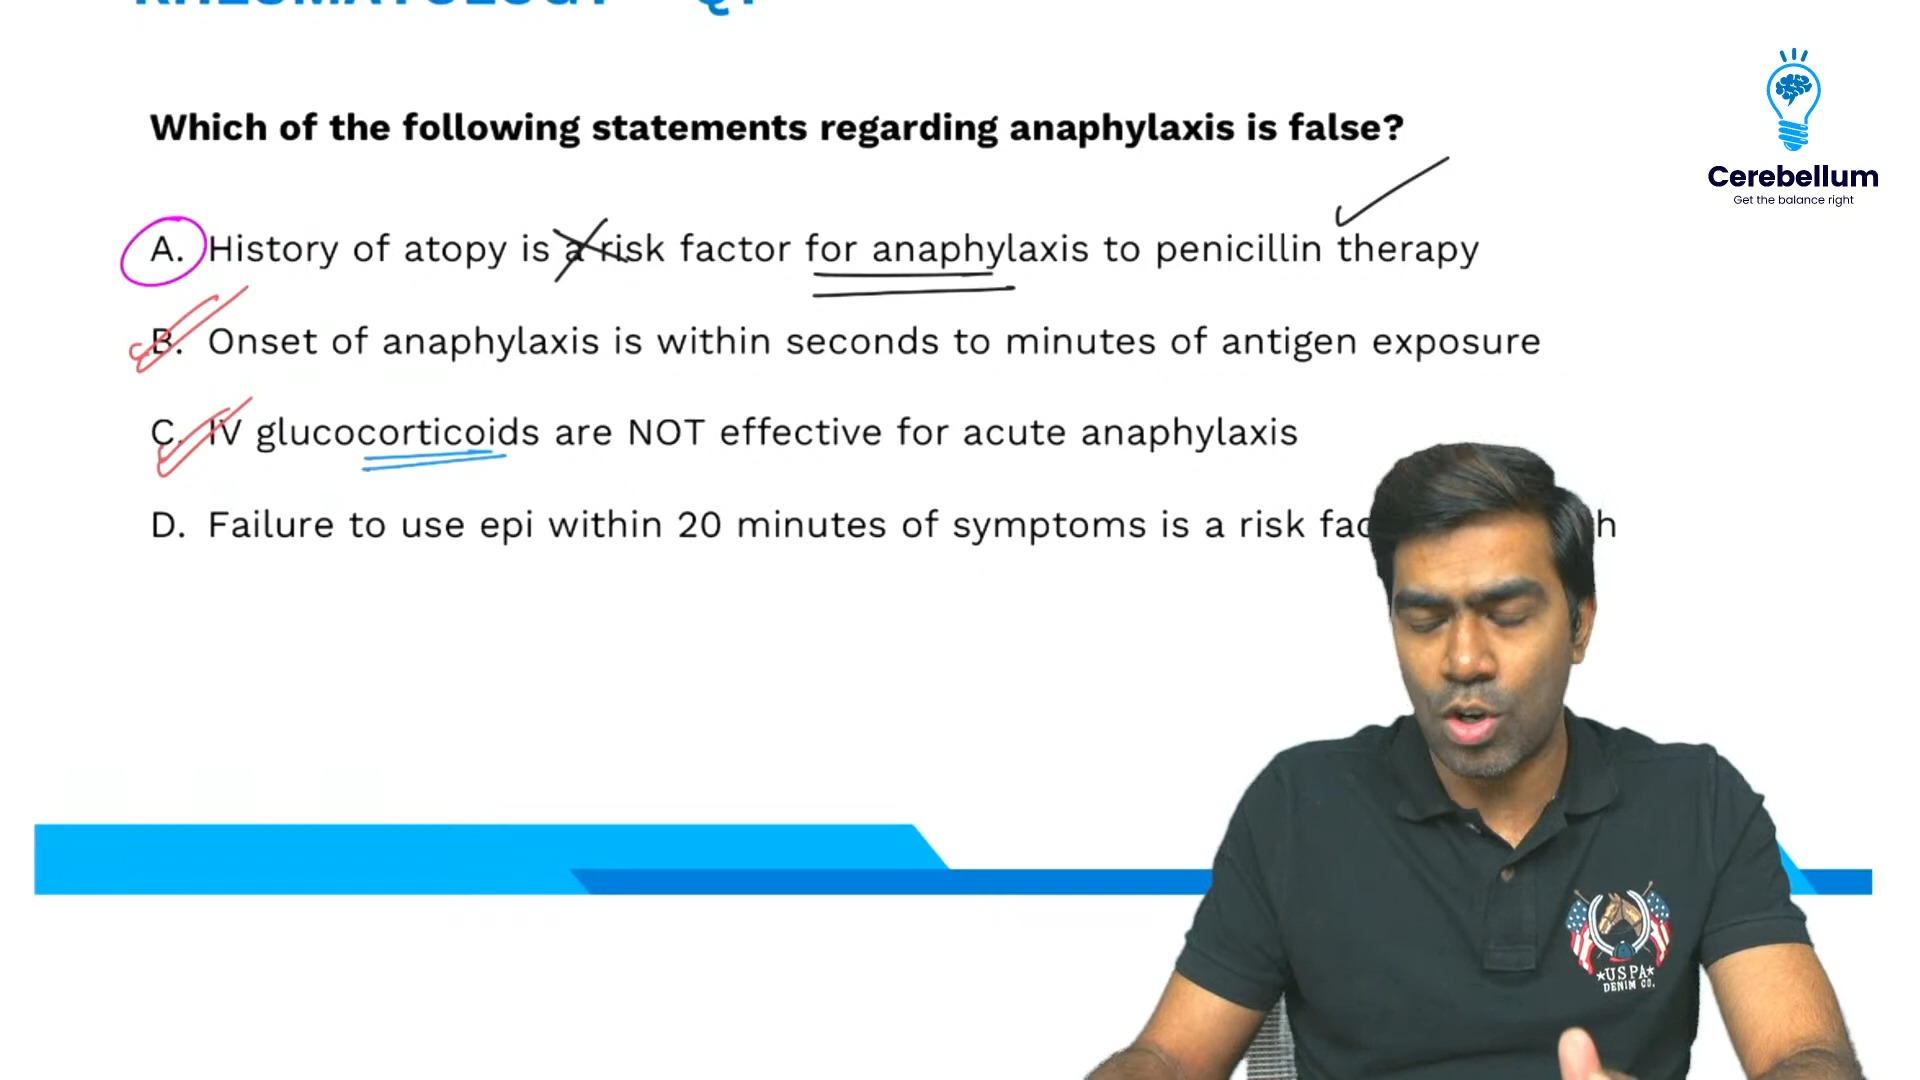 RHEUMATOLOGY - Q1
Cerebellum
Get the balance right
Which of the following statements regarding anaphylaxis is false?
A. History of atopy is a risk factor for anaphylaxis to penicillin therapy
B. Onset of anaphylaxis is within seconds to minutes of antigen exposure
C. IV glucocorticoids are NOT effective for acute anaphylaxis
D. Failure to use epi within 20 minutes of symptoms is a risk
USPA
DENIM CO.